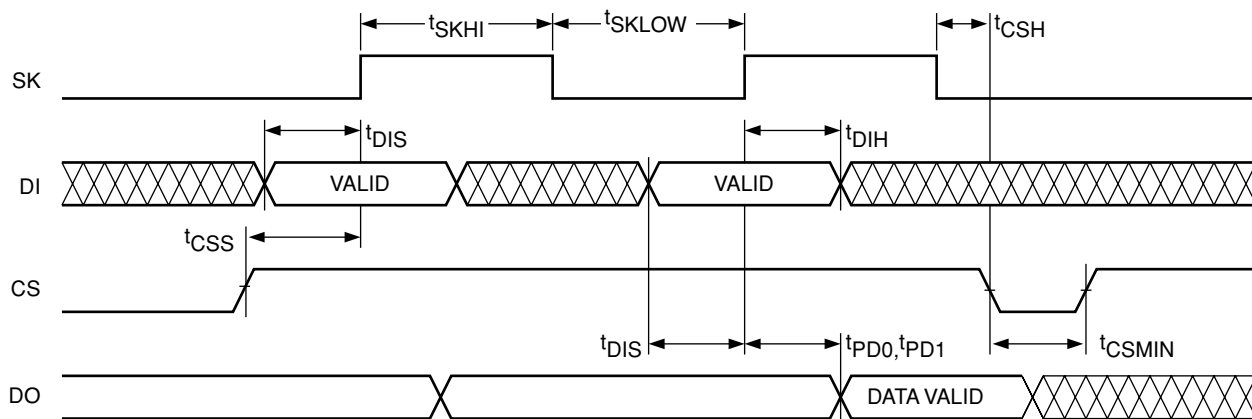 tSKHI
tSKLOW
tCSH
SK
tDIS
tDIH
DI
VALID
VALID
tCSS
CS
tDIS
tPD0,tPD1
tCSMIN
DO
DATA VALID